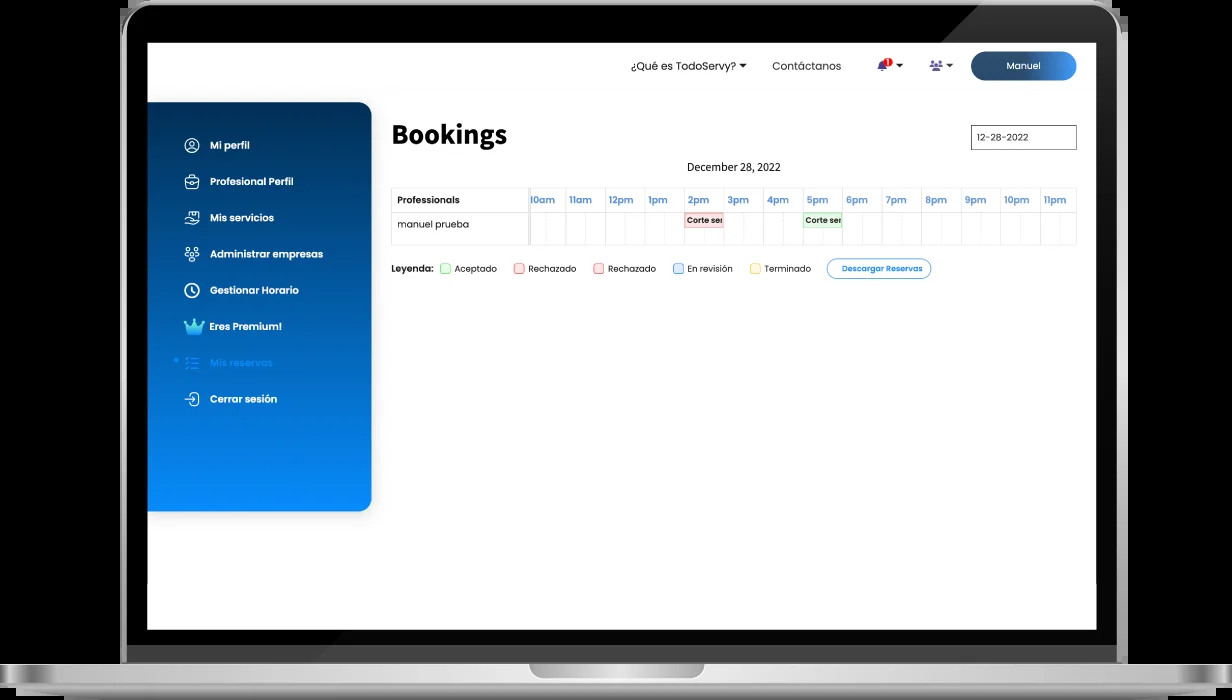 ¿Qué es TodoServy? Contáctanos 1 Manuel
Mi perfil
Profesional Perfil
Mis servicios
Administrar empresas
Gestionar Horario
Eres Premium!
Mis reservas
Cerrar sesión
Bookings
12-28-2022
December 28, 2022
Professionals 10am 11am 12pm 1pm 2pm 3pm 4pm 5pm 6pm 7pm 8pm 9pm 10pm 11pm
manuel prueba Corte ser Corte ser
Leyenda: Aceptado Rechazado Rechazado En revisión Terminado Descargar Reservas